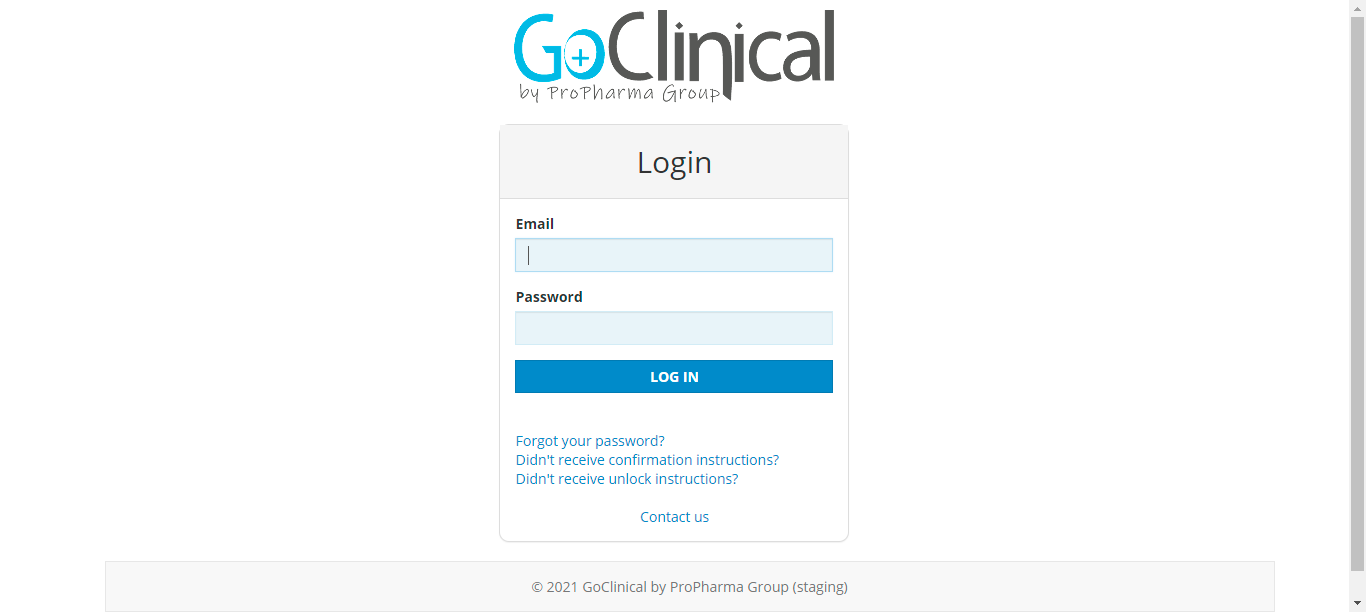 GoClinical
by ProPharma Group
Login
Email
Password
LOG IN
Forgot your password?
Didn't receive confirmation instructions?
Didn't receive unlock instructions?
Contact us
© 2021 GoClinical by ProPharma Group (staging)